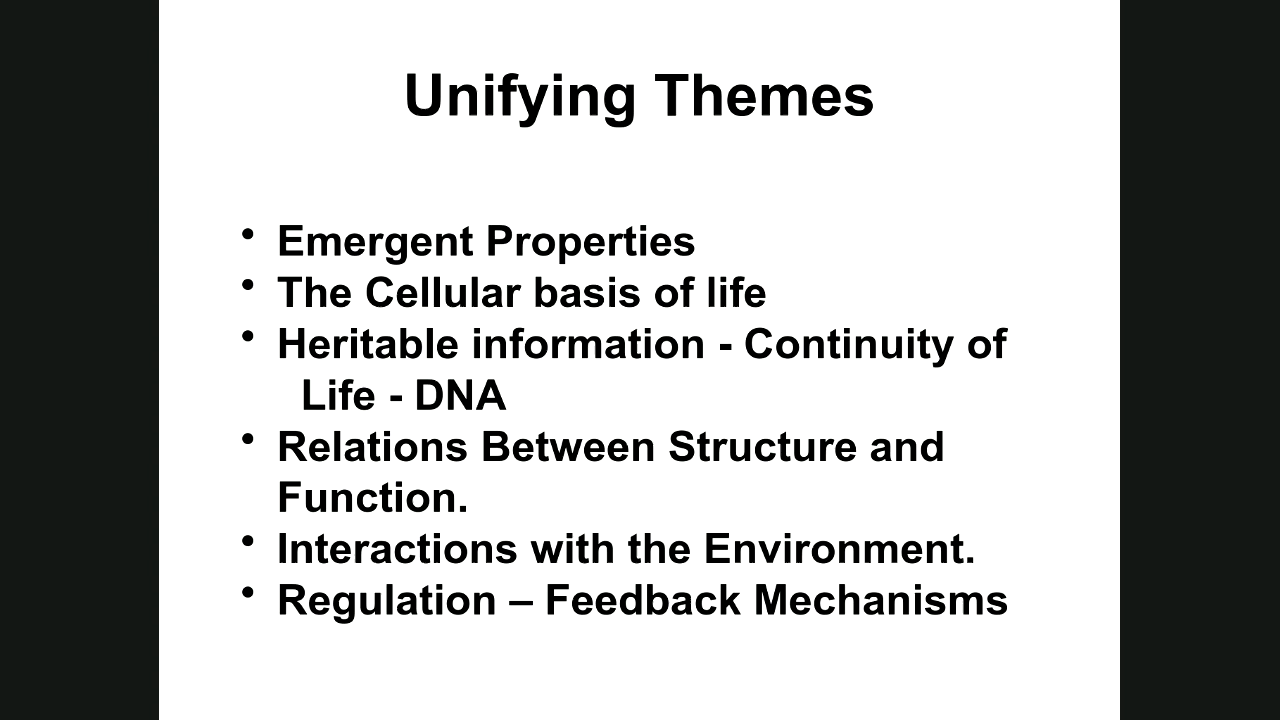 Unifying Themes
• Emergent Properties
• The Cellular basis of life
• Heritable information - Continuity of
Life - DNA
• Relations Between Structure and
Function.
• Interactions with the Environment.
• Regulation – Feedback Mechanisms